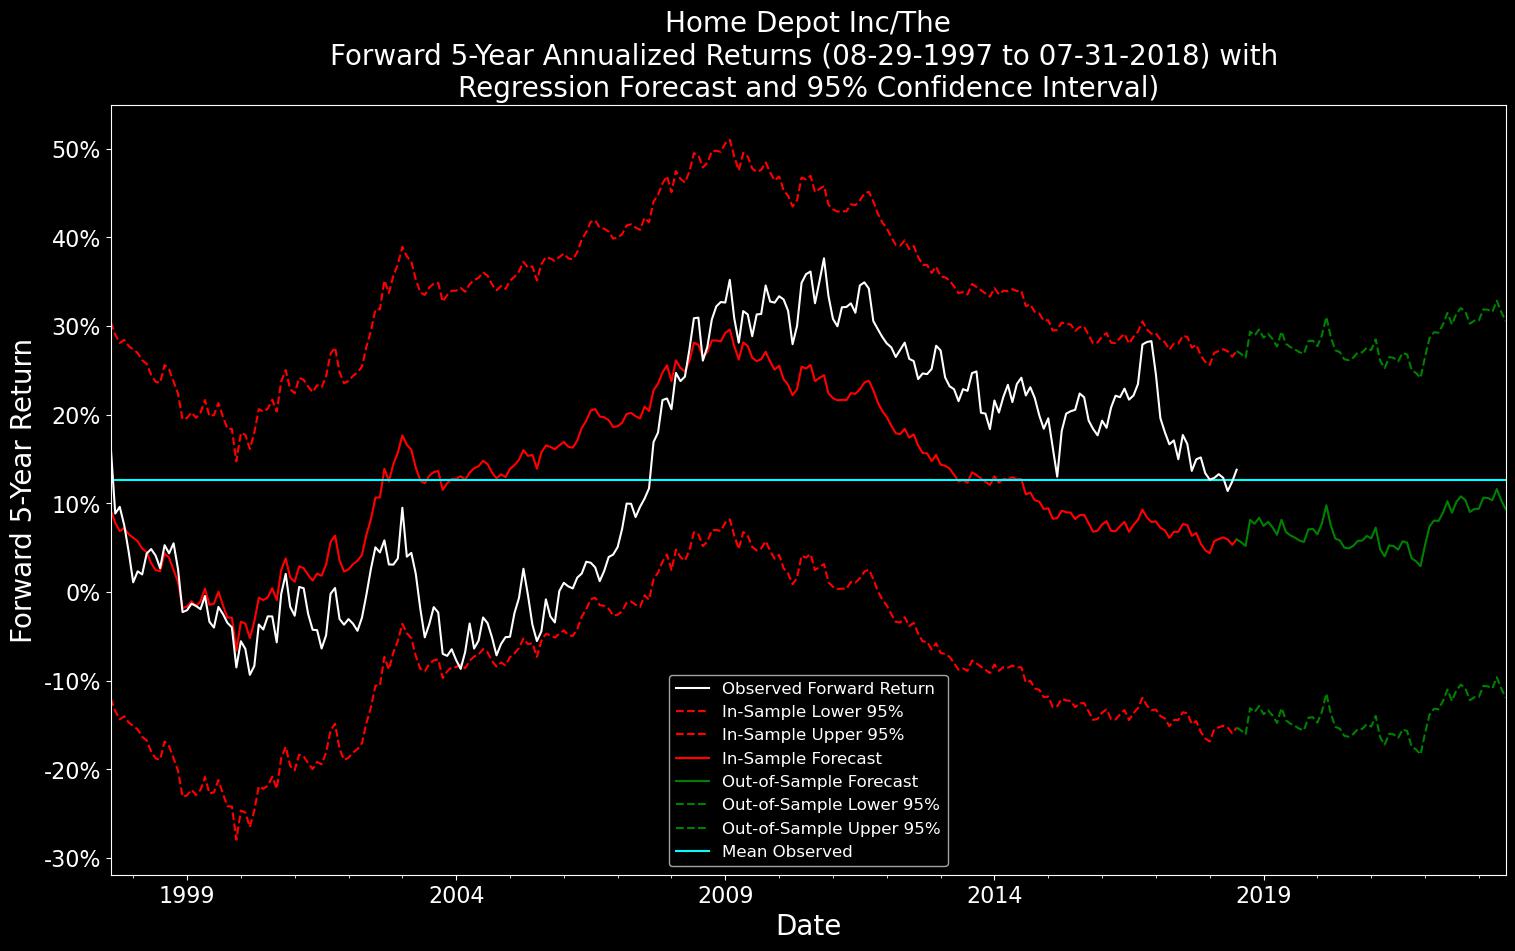 Home Depot Inc/The
Forward 5-Year Annualized Returns (08-29-1997 to 07-31-2018) with
Regression Forecast and 95% Confidence Interval)
Forward 5-Year Return
50%
40%
30%
20%
10%
0%
-10%
-20%
-30%
Observed Forward Return
In-Sample Lower 95%
In-Sample Upper 95%
In-Sample Forecast
Out-of-Sample Forecast
Out-of-Sample Lower 95%
Out-of-Sample Upper 95%
Mean Observed
1999
2004
2009
2014
2019
Date